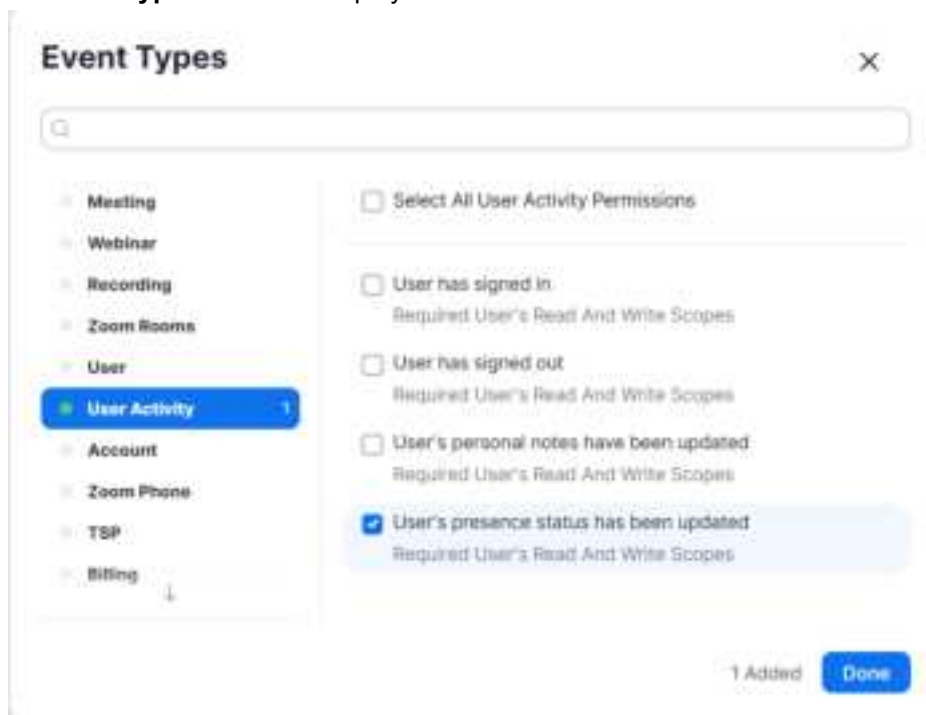 Event Types
Meeting
Webinar
Recording
Zoom Rooms
User
User Activity 1
Account
Zoom Phone
TSP
Billing
Select All User Activity Permissions
User has signed in
Required User's Read And Write Scopes
User has signed out
Required User's Read And Write Scopes
User's personal notes have been updated
Required User's Read And Write Scopes
User's presence status has been updated
Required User's Read And Write Scopes
1 Added
Done